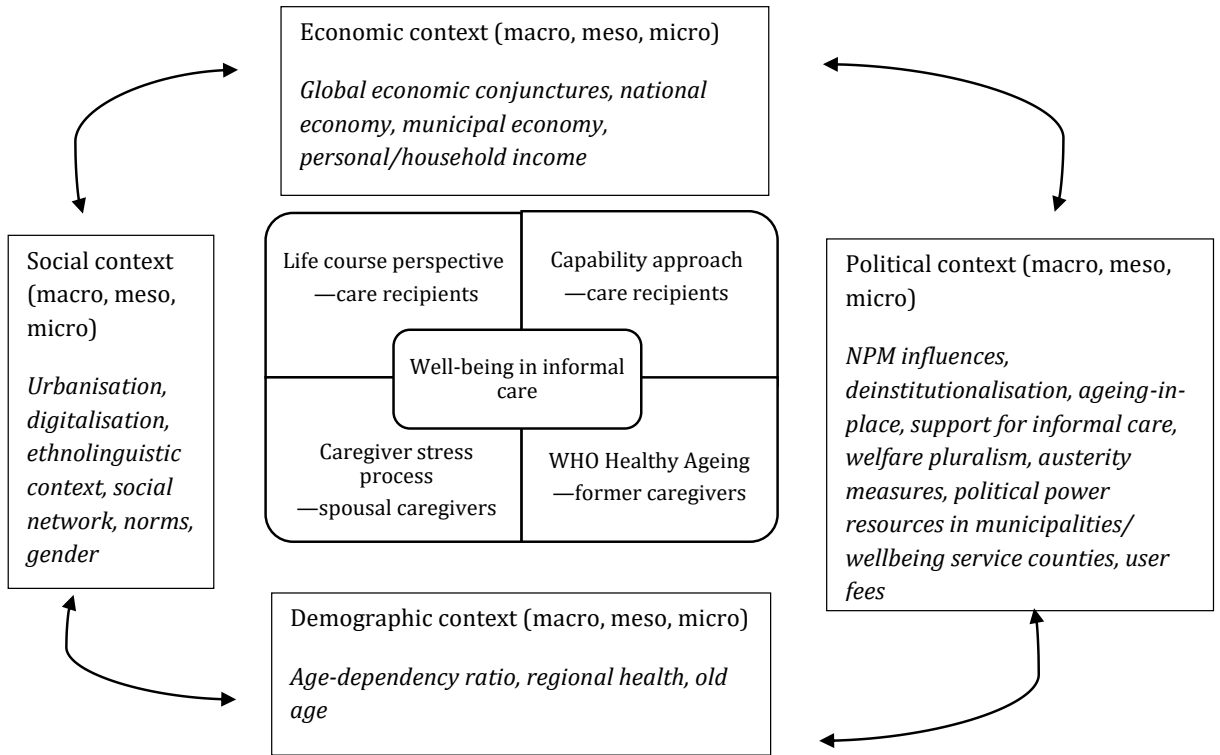 Economic context (macro, meso, micro)
Global economic conjunctures, national
economy, municipal economy,
personal/household income
Social context
(macro, meso,
micro)
Urbanisation,
digitalisation,
ethnolinguistic
context, social
network, norms,
gender
Life course perspective
—care recipients
Capability approach
—care recipients
Well-being in informal
care
Caregiver stress
process
—spousal caregivers
WHO Healthy Ageing
—former caregivers
Political context (macro, meso,
micro)
NPM influences,
deinstitutionalisation, ageing-in-
place, support for informal care,
welfare pluralism, austerity
measures, political power
resources in municipalities/
wellbeing service counties, user
fees
Demographic context (macro, meso, micro)
Age-dependency ratio, regional health, old
age